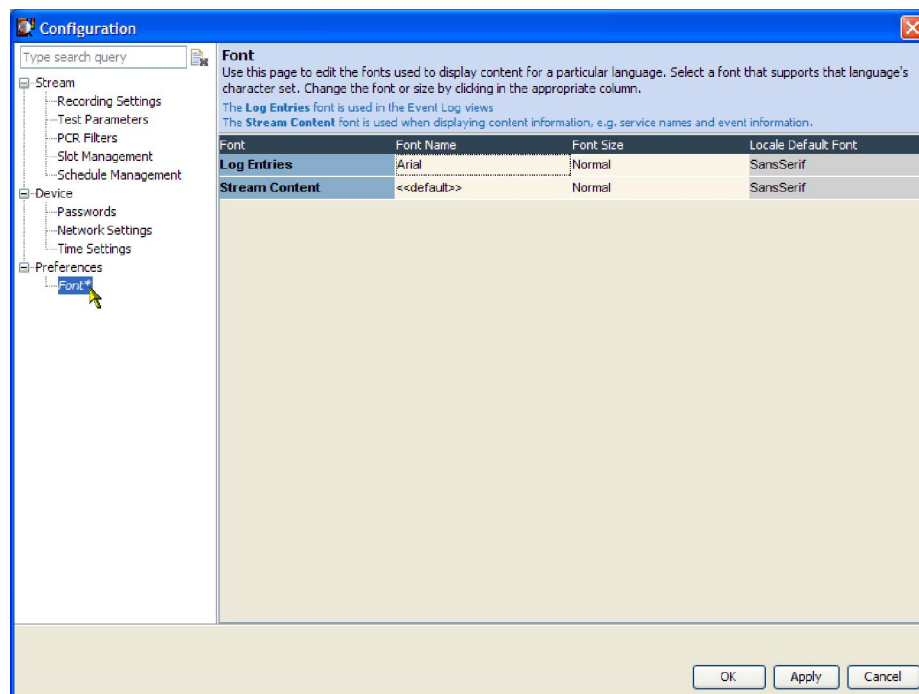 Configuration
Type search query
Stream
Recording Settings
Test Parameters
PCR Filters
Slot Management
Schedule Management
Device
Passwords
Network Settings
Time Settings
Preferences
Font*
Font
Use this page to edit the fonts used to display content for a particular language. Select a font that supports that language's
character set. Change the font or size by clicking in the appropriate column.
The Log Entries font is used in the Event Log views
The Stream Content font is used when displaying content information, e.g. service names and event information.
Font Font Name Font Size Locale Default Font
Log Entries Arial Normal SansSerif
Stream Content <<default>> Normal SansSerif
OK Apply Cancel